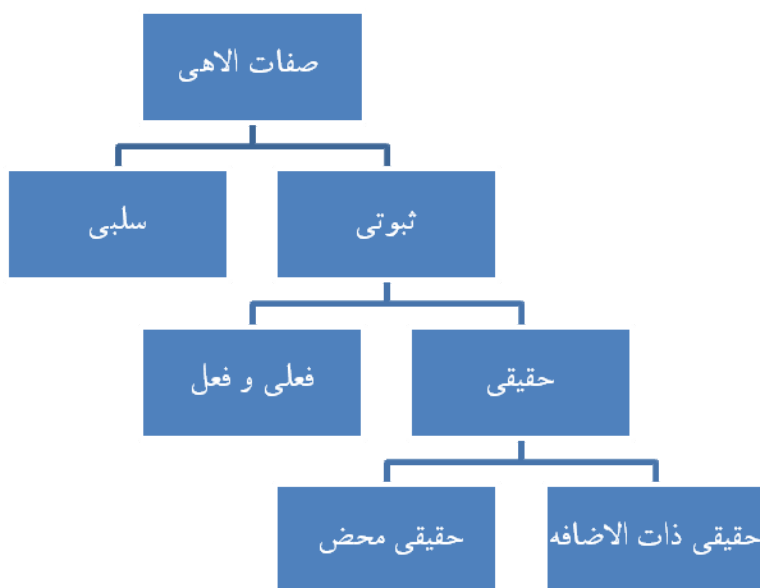 صفات الاهی
ثبوتی
سلبی
حقیقی
فعلی و فعل
حقیقی ذات الاضافه
حقیقی محض